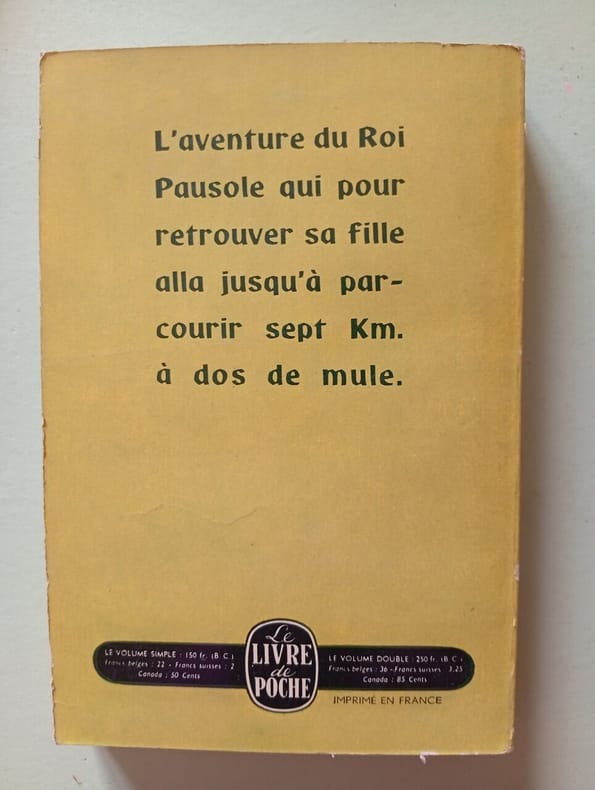 L'aventure du Roi
Pausole qui pour
retrouver sa fille
alla jusqu'à par-
courir sept Km.
à dos de mule.
LE VOLUME SIMPLE : 150 fr. (B. C.)
Francs belges : 22 - Francs suisses : 2
Canada : 50 Cents
Le
LIVRE
de
POCHE
LE VOLUME DOUBLE : 250 fr. (B. C.)
Francs belges : 36 - Francs suisses : 3,25
Canada : 85 Cents
IMPRIMÉ EN FRANCE